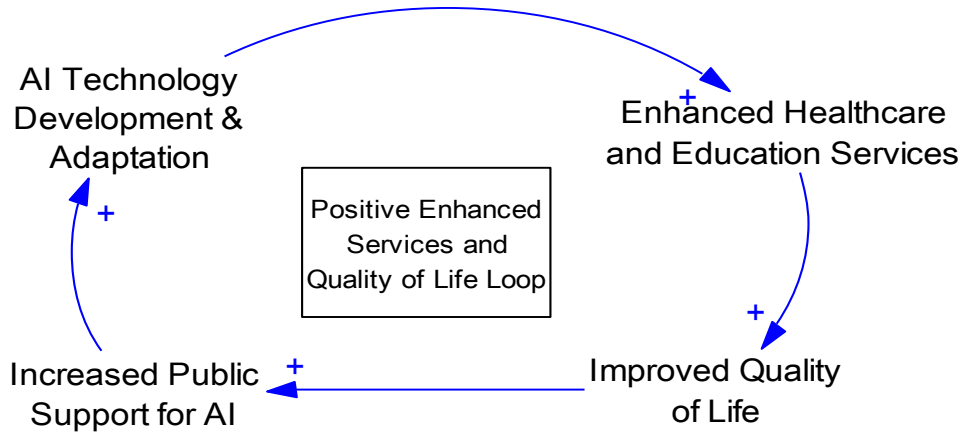 AI Technology
Development &
Adaptation
+
Enhanced Healthcare
and Education Services
+
Positive Enhanced
Services and
Quality of Life Loop
+
Improved Quality
of Life
+
Increased Public
Support for AI